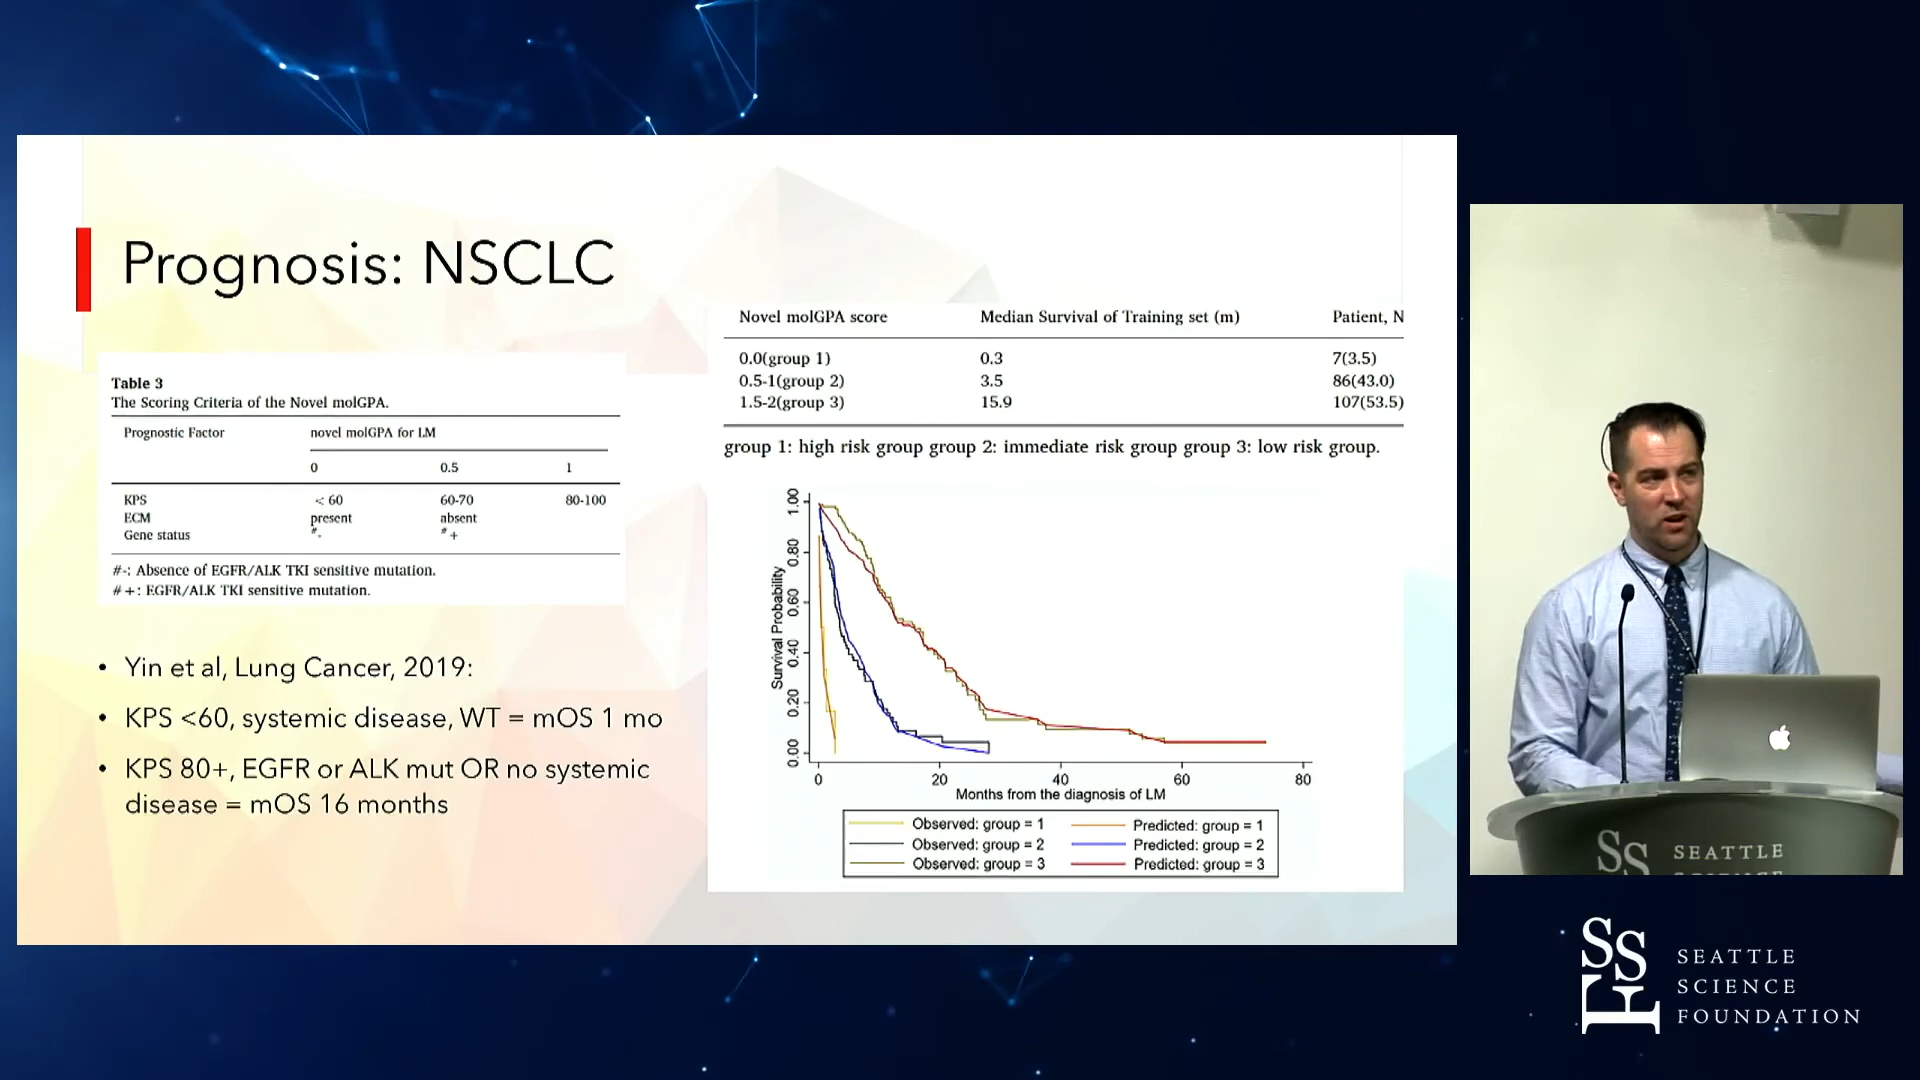 Prognosis: NSCLC
Table 3
The Scoring Criteria of the Novel molGPA.
Prognostic Factor novel molGPA for LM
0 0.5 1
KPS < 60 60-70 80-100
ECM present absent
Gene status #- #+
#-: Absence of EGFR/ALK TKI sensitive mutation.
#+: EGFR/ALK TKI sensitive mutation.
• Yin et al, Lung Cancer, 2019:
• KPS <60, systemic disease, WT = mOS 1 mo
• KPS 80+, EGFR or ALK mut OR no systemic
disease = mOS 16 months
Novel molGPA score Median Survival of Training set (m) Patient, N
0.0(group 1) 0.3 7(3.5)
0.5-1(group 2) 3.5 86(43.0)
1.5-2(group 3) 15.9 107(53.5)
group 1: high risk group group 2: immediate risk group group 3: low risk group.
Survival Probability
1.00
0.80
0.60
0.40
0.20
0.00
0 20 40 60 80
Months from the diagnosis of LM
Observed: group = 1 Predicted: group = 1
Observed: group = 2 Predicted: group = 2
Observed: group = 3 Predicted: group = 3
SS SEATTLE
SSF
SEATTLE
SCIENCE
FOUNDATION